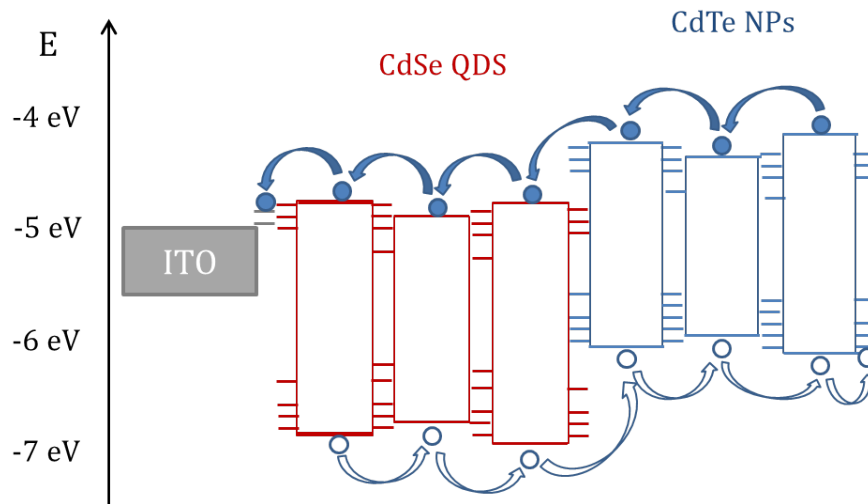 E
CdTe NPs
CdSe QDS
-4 eV
-5 eV
ITO
-6 eV
-7 eV